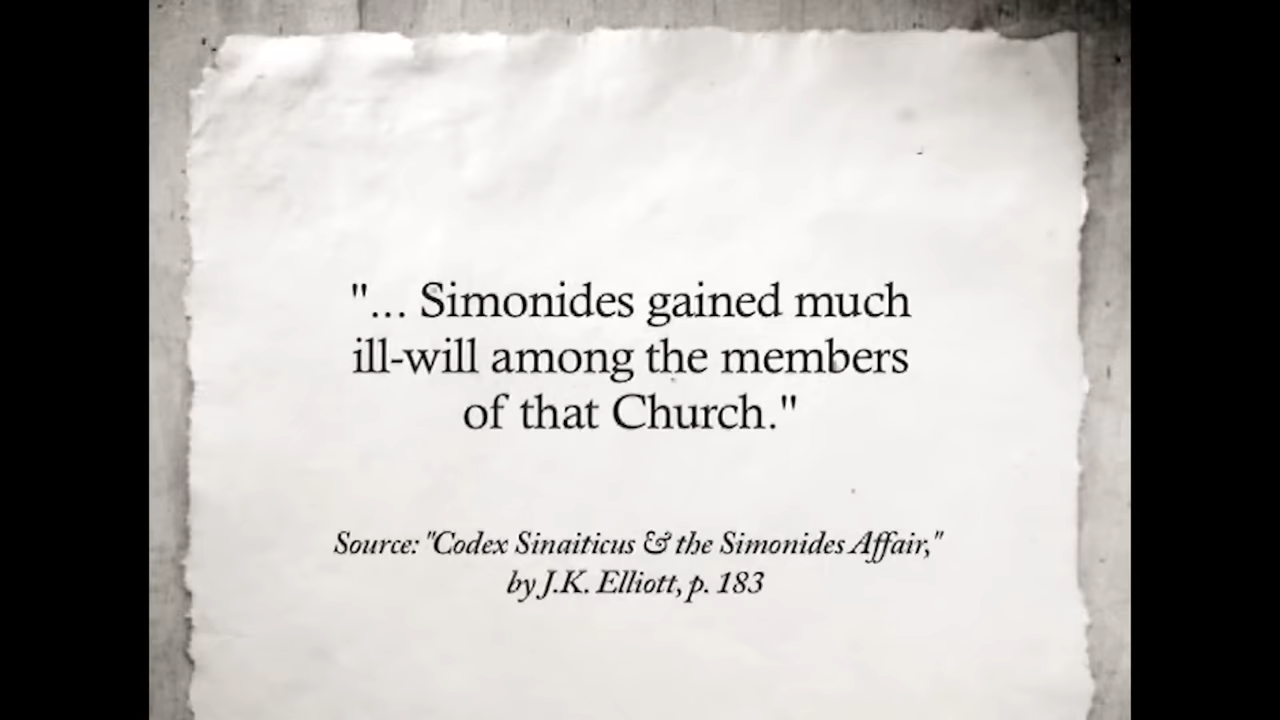 "... Simonides gained much
ill-will among the members
of that Church."
Source: "Codex Sinaiticus & the Simonides Affair,"
by J.K. Elliott, p. 183